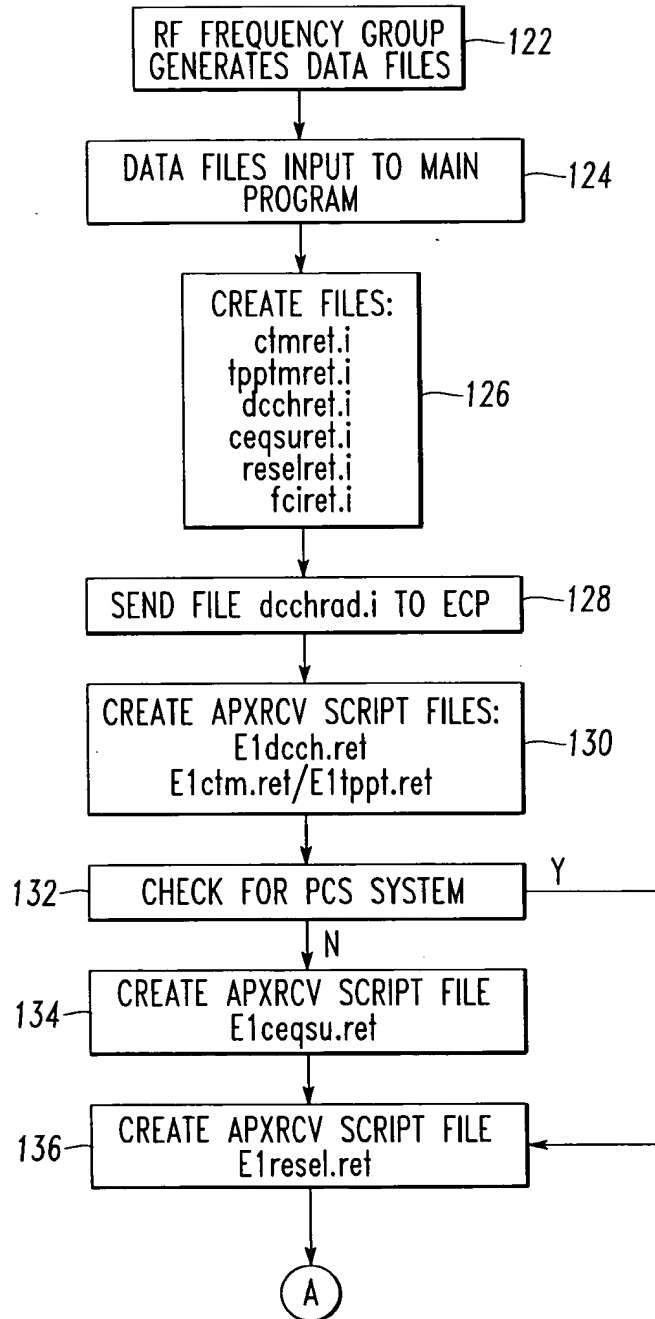 RF FREQUENCY GROUP
GENERATES DATA FILES
122
DATA FILES INPUT TO MAIN
PROGRAM
124
CREATE FILES:
ctmret.i
tpptmret.i
dcchret.i
ceqsuret.i
reselret.i
fciret.i
126
SEND FILE dcchrad.i TO ECP
128
CREATE APXRCV SCRIPT FILES:
E1dcch.ret
E1ctm.ret/E1tppt.ret
130
132
CHECK FOR PCS SYSTEM
Y
N
134
CREATE APXRCV SCRIPT FILE
E1ceqsu.ret
136
CREATE APXRCV SCRIPT FILE
E1resel.ret
A